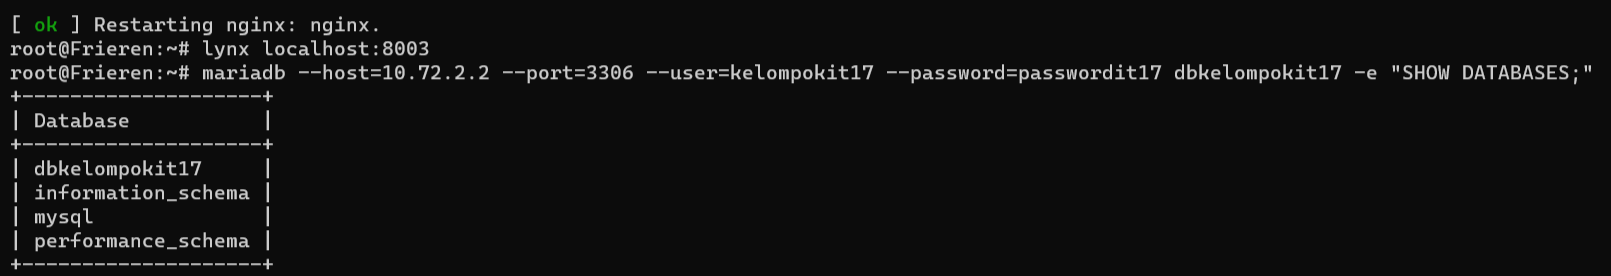 [ ok ] Restarting nginx: nginx.
root@Frieren:~# lynx localhost:8003
root@Frieren:~# mariadb --host=10.72.2.2 --port=3306 --user=kelompokit17 --password=passwordit17 dbkelompokit17 -e "SHOW DATABASES;"
+--------------------+
| Database           |
+--------------------+
| dbkelompokit17     |
| information_schema |
| mysql              |
| performance_schema |
+--------------------+